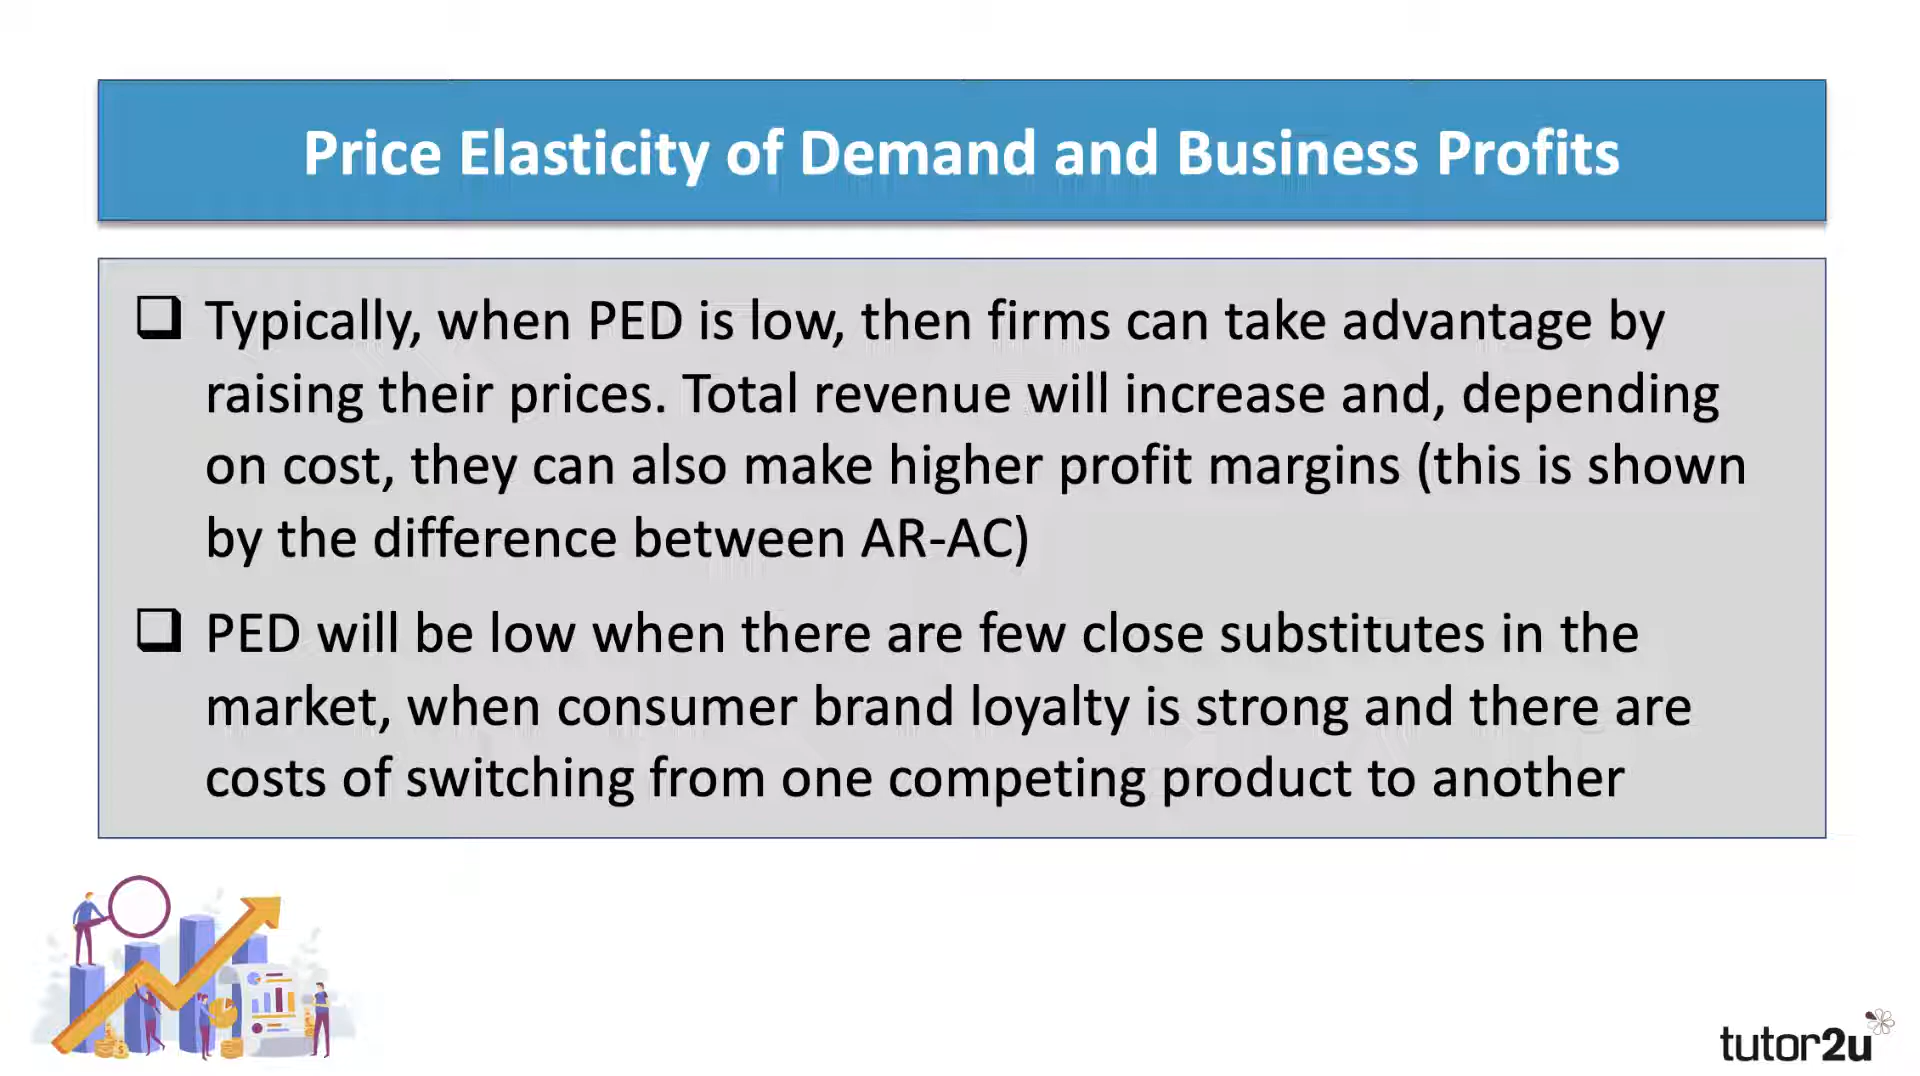 Price Elasticity of Demand and Business Profits
Typically, when PED is low, then firms can take advantage by
raising their prices. Total revenue will increase and, depending
on cost, they can also make higher profit margins (this is shown
by the difference between AR-AC)
PED will be low when there are few close substitutes in the
market, when consumer brand loyalty is strong and there are
costs of switching from one competing product to another
tutor2u